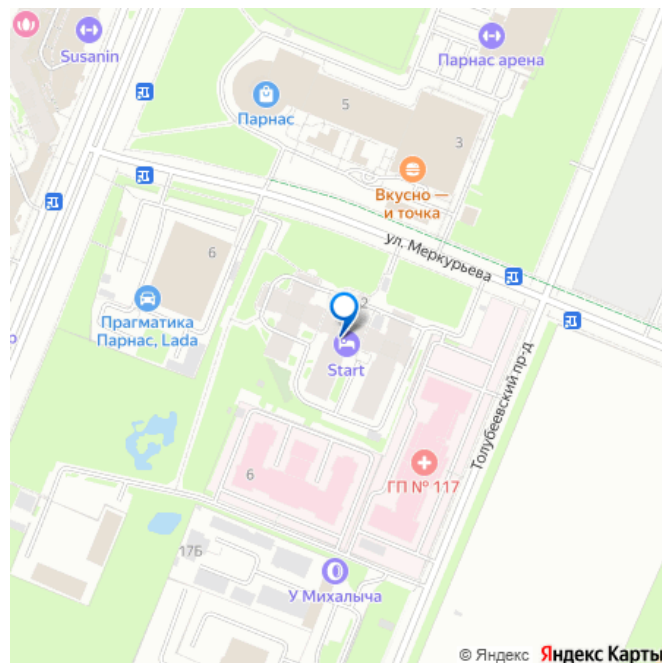 Susanin
Парнас арена
Парнас
5
3
Вкусно —
и точка
ул. Меркурьева
6
2
Прагматика
Парнас, Lada
Start
Толубеевский пр-д
ГП № 117
6
17Б
У Михалыча
© Яндекс Яндекс Карты